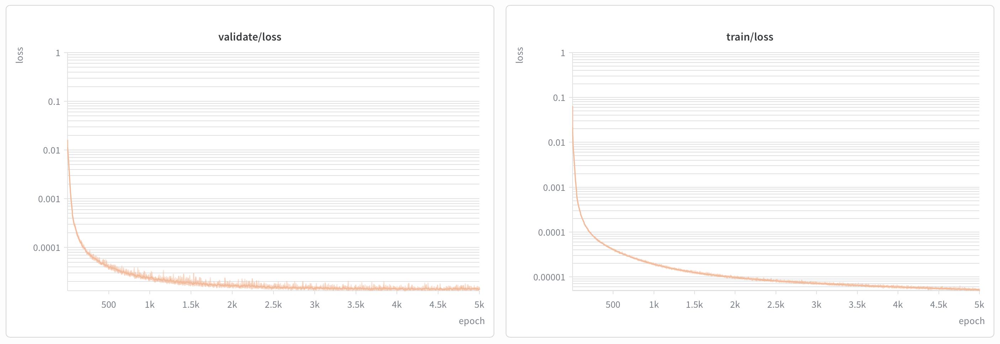 validate/loss
loss
1
0.1
0.01
0.001
0.0001
500 1k 1.5k 2k 2.5k 3k 3.5k 4k 4.5k 5k
epoch
train/loss
loss
1
0.1
0.01
0.001
0.0001
0.00001
500 1k 1.5k 2k 2.5k 3k 3.5k 4k 4.5k 5k
epoch